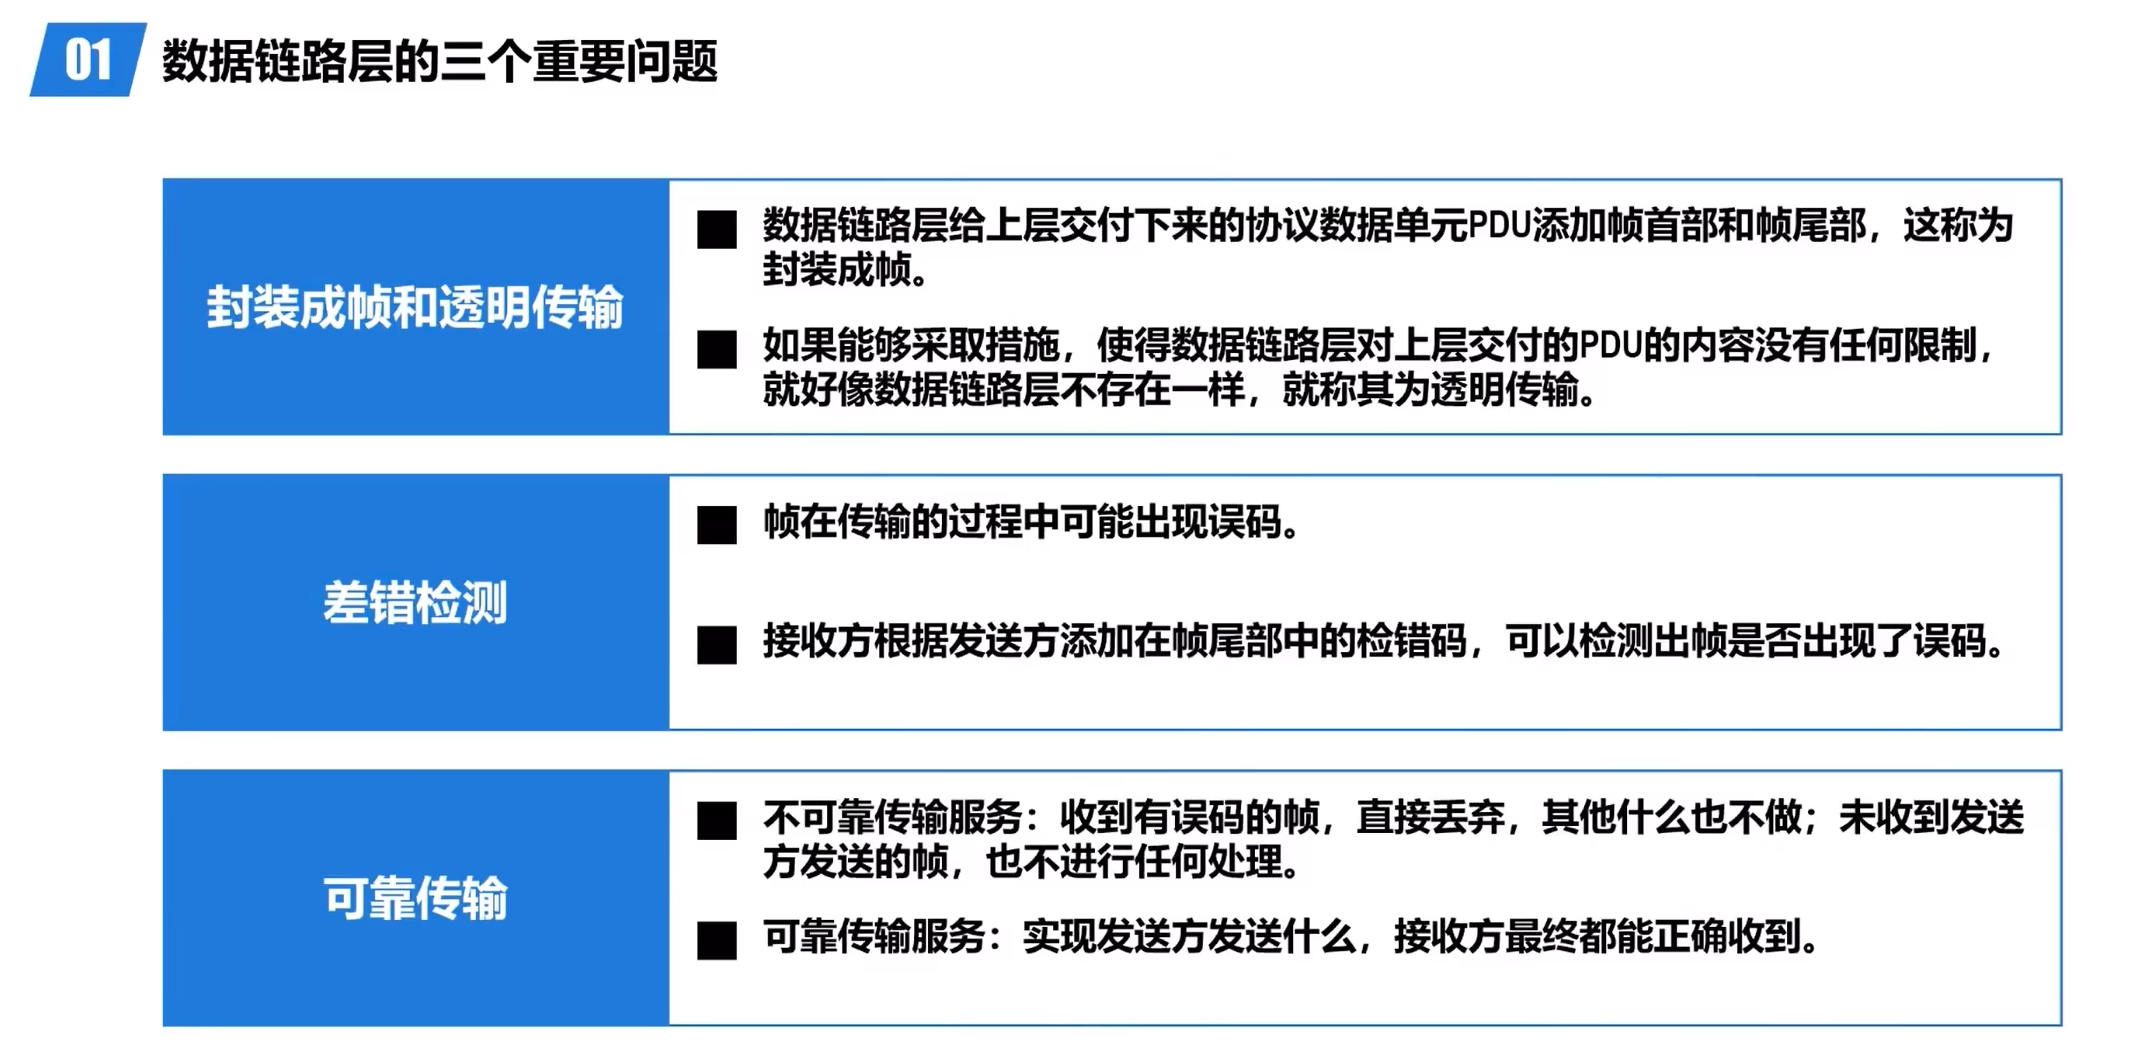 01 数据链路层的三个重要问题
封装成帧和透明传输
数据链路层给上层交付下来的协议数据单元PDU添加帧首部和帧尾部，这称为
封装成帧。
如果能够采取措施，使得数据链路层对上层交付的PDU的内容没有任何限制，
就好像数据链路层不存在一样，就称其为透明传输。
差错检测
帧在传输的过程中可能出现误码。
接收方根据发送方添加在帧尾部中的检错码，可以检测出帧是否出现了误码。
可靠传输
不可靠传输服务：收到有误码的帧，直接丢弃，其他什么也不做；未收到发送
方发送的帧，也不进行任何处理。
可靠传输服务：实现发送方发送什么，接收方最终都能正确收到。